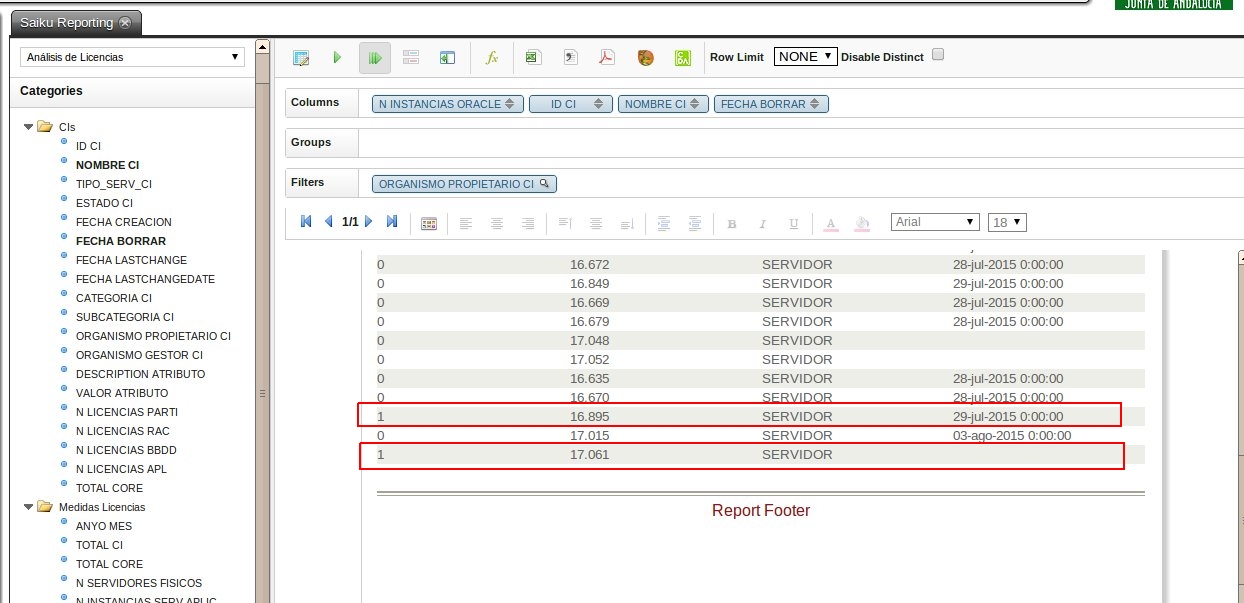 JUNTA DE ANDALUCIA
Saiku Reporting
Análisis de Licencias
Categories
CIs
ID CI
NOMBRE CI
TIPO_SERV_CI
ESTADO CI
FECHA CREACION
FECHA BORRAR
FECHA LASTCHANGE
FECHA LASTCHANGEDATE
CATEGORIA CI
SUBCATEGORIA CI
ORGANISMO PROPIETARIO CI
ORGANISMO GESTOR CI
DESCRIPTION ATRIBUTO
VALOR ATRIBUTO
N LICENCIAS PARTI
N LICENCIAS RAC
N LICENCIAS BBDD
N LICENCIAS APL
TOTAL CORE
Medidas Licencias
ANYO MES
TOTAL CI
TOTAL CORE
N SERVIDORES FISICOS
N INSTANCIAS SERV APLIC
Row Limit NONE Disable Distinct
Columns N INSTANCIAS ORACLE ID CI NOMBRE CI FECHA BORRAR
Groups
Filters ORGANISMO PROPIETARIO CI
1/1 B I U A Arial 18
0 16.672 SERVIDOR 28-jul-2015 0:00:00
0 16.849 SERVIDOR 29-jul-2015 0:00:00
0 16.669 SERVIDOR 28-jul-2015 0:00:00
0 16.679 SERVIDOR 28-jul-2015 0:00:00
0 17.048 SERVIDOR
0 17.052 SERVIDOR
0 16.635 SERVIDOR 28-jul-2015 0:00:00
0 16.670 SERVIDOR 28-jul-2015 0:00:00
1 16.895 SERVIDOR 29-jul-2015 0:00:00
0 17.015 SERVIDOR 03-ago-2015 0:00:00
1 17.061 SERVIDOR
Report Footer